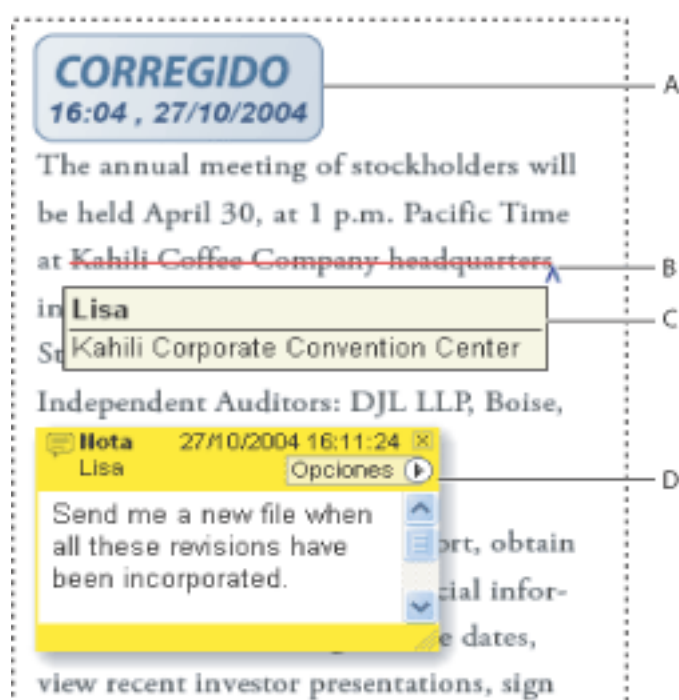 CORREGIDO
16:04 , 27/10/2004
A
The annual meeting of stockholders will
be held April 30, at 1 p.m. Pacific Time
at Kahili Coffee Company headquarters
B
in
Lisa
C
St
Kahili Corporate Convention Center
Independent Auditors: DJL LLP, Boise,
Nota 27/10/2004 16:11:24
Lisa Opciones
D
Send me a new file when
all these revisions have
been incorporated.
ort, obtain
cial infor-
e dates,
view recent investor presentations, sign